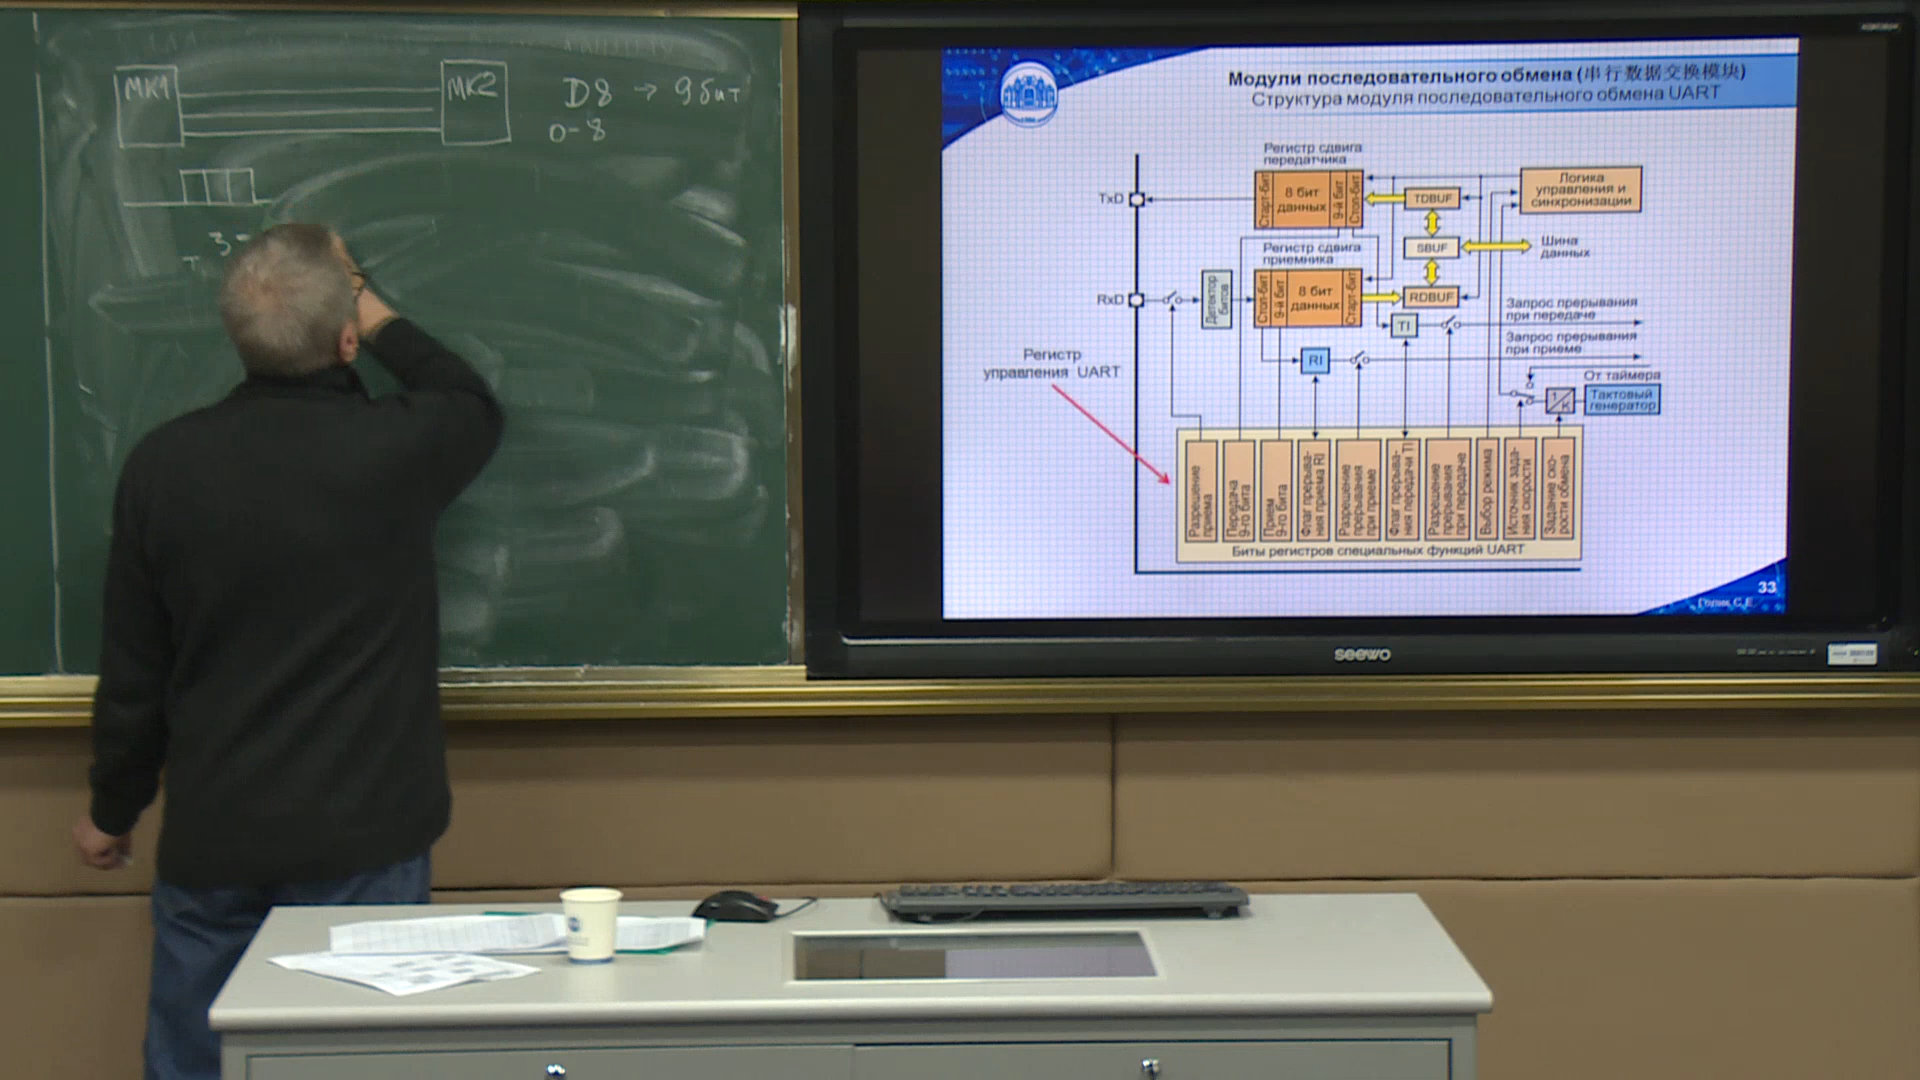 МК1
МК2
D8 → 9 бит
0-8
3
Модули последовательного обмена (串行数据交换模块)
Структура модуля последовательного обмена UART
Регистр сдвига
передатчика
TxD
Старт-бит
8 бит
данных
9-й бит
Стоп-бит
TDBUF
Логика
управления и
синхронизации
SBUF
Шина
данных
Регистр сдвига
приемника
RxD
Детектор
битов
Стоп-бит
9-й бит
8 бит
данных
Старт-бит
RDBUF
Запрос прерывания
при передаче
TI
Запрос прерывания
при приеме
RI
Регистр
управления UART
От таймера
1/K
Тактовый
генератор
Разрешение
приема
Передача
9-го бита
Прием
9-го бита
Флаг прерыва-
ния приема RI
Разрешение
прерывания
при приеме
Флаг прерыва-
ния передачи TI
Разрешение
прерывания
при передаче
Выбор режима
Источник зада-
ния скорости
Задание ско-
рости обмена
Биты регистров специальных функций UART
33
seewo